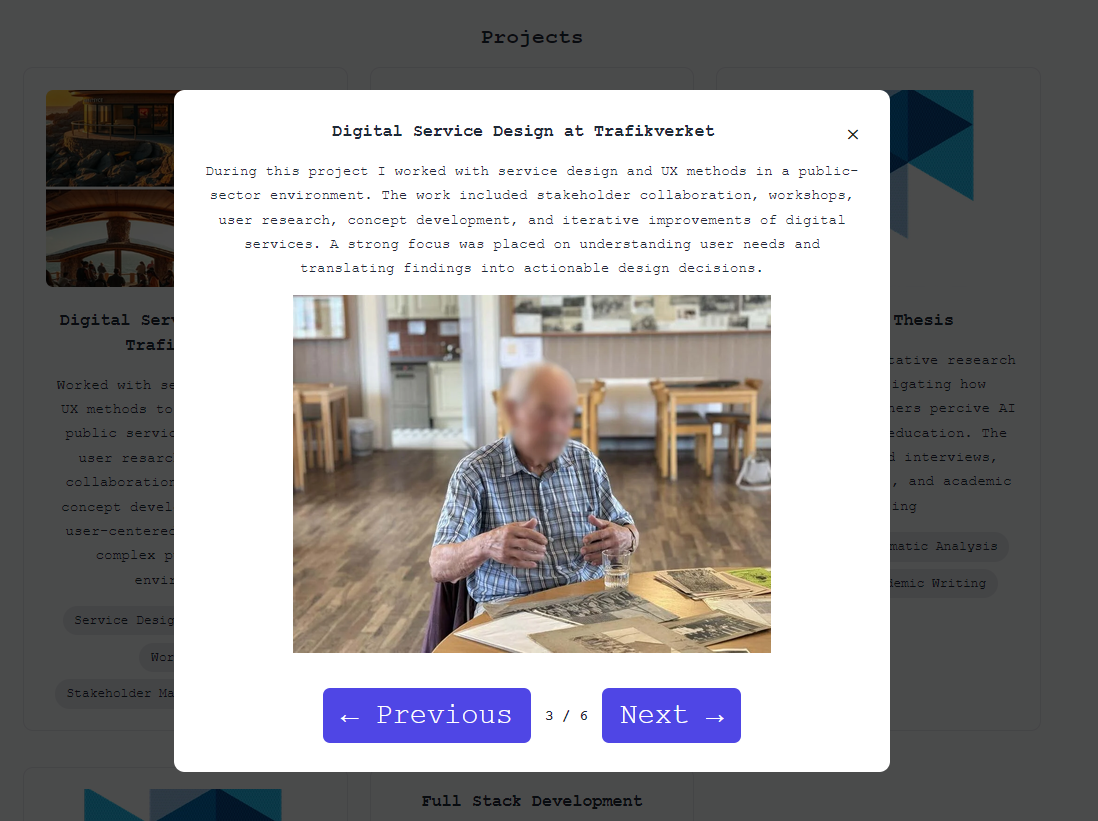 Projects
Digital Service Design at Trafikverket
×
During this project I worked with service design and UX methods in a public-
sector environment. The work included stakeholder collaboration, workshops,
user research, concept development, and iterative improvements of digital
services. A strong focus was placed on understanding user needs and
translating findings into actionable design decisions.
← Previous
3 / 6
Next →
Digital Ser
Trafi
Worked with se
UX methods to
public servic
user resarc
collaboration
concept devel
user-centered
complex p
envir
Service Desig
Wor
Stakeholder Ma
Thesis
tative research
igating how
ners percive AI
education. The
d interviews,
, and academic
ing
matic Analysis
demic Writing
Full Stack Development